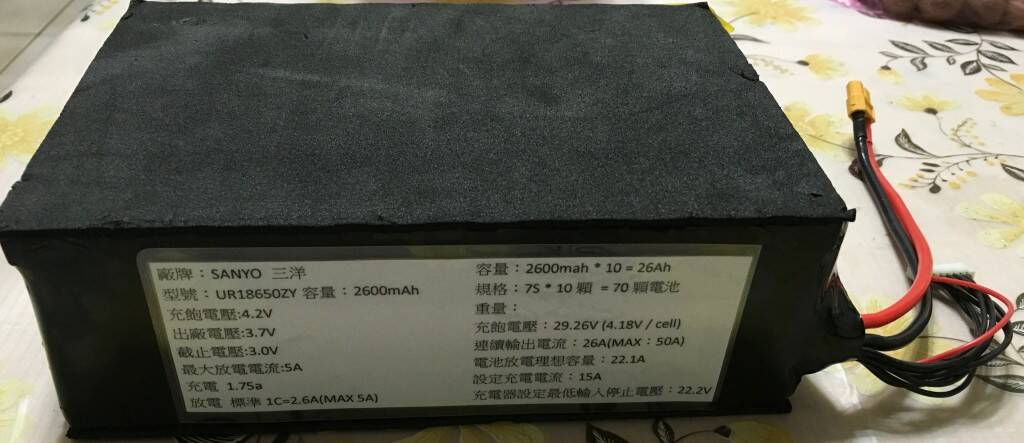 廠牌：SANYO 三洋
型號：UR18650ZY 容量：2600mAh
充飽電壓:4.2V
出廠電壓:3.7V
截止電壓:3.0V
最大放電電流:5A
充電 1.75a
放電 標準 1C=2.6A(MAX 5A)
容量：2600mah * 10 = 26Ah
規格：7S * 10 顆 = 70 顆電池
重量：
充飽電壓：29.26V (4.18V / cell)
連續輸出電流：26A(MAX：50A)
電池放電理想容量：22.1A
設定充電電流：15A
充電器設定最低輸入停止電壓：22.2V